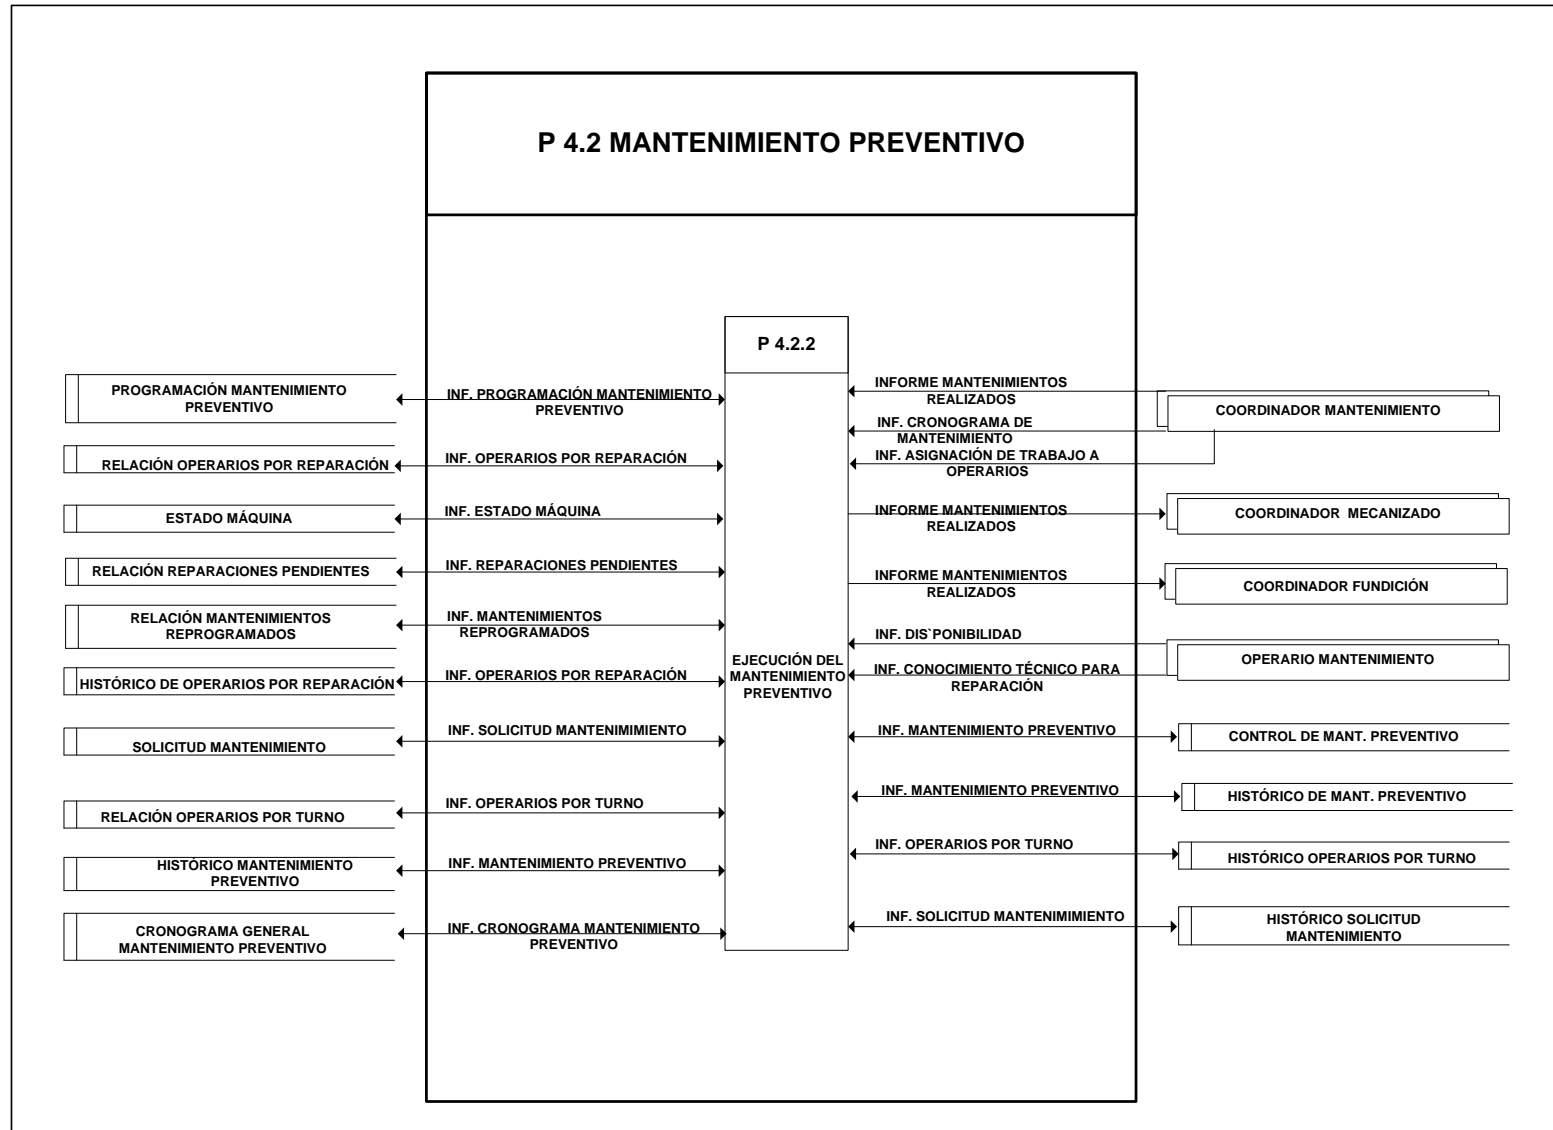 P 4.2 MANTENIMIENTO PREVENTIVO
P 4.2.2
EJECUCIÓN DEL
MANTENIMIENTO
PREVENTIVO
PROGRAMACIÓN MANTENIMIENTO
PREVENTIVO
INF. PROGRAMACIÓN MANTENIMIENTO
PREVENTIVO
RELACIÓN OPERARIOS POR REPARACIÓN
INF. OPERARIOS POR REPARACIÓN
ESTADO MÁQUINA
INF. ESTADO MÁQUINA
RELACIÓN REPARACIONES PENDIENTES
INF. REPARACIONES PENDIENTES
RELACIÓN MANTENIMIENTOS
REPROGRAMADOS
INF. MANTENIMIENTOS
REPROGRAMADOS
HISTÓRICO DE OPERARIOS POR REPARACIÓN
INF. OPERARIOS POR REPARACIÓN
SOLICITUD MANTENIMIENTO
INF. SOLICITUD MANTENIMIMIENTO
RELACIÓN OPERARIOS POR TURNO
INF. OPERARIOS POR TURNO
HISTÓRICO MANTENIMIENTO
PREVENTIVO
INF. MANTENIMIENTO PREVENTIVO
CRONOGRAMA GENERAL
MANTENIMIENTO PREVENTIVO
INF. CRONOGRAMA MANTENIMIENTO
PREVENTIVO
INFORME MANTENIMIENTOS
REALIZADOS
COORDINADOR MANTENIMIENTO
INF. CRONOGRAMA DE
MANTENIMIENTO
INF. ASIGNACIÓN DE TRABAJO A
OPERARIOS
INFORME MANTENIMIENTOS
REALIZADOS
COORDINADOR MECANIZADO
INFORME MANTENIMIENTOS
REALIZADOS
COORDINADOR FUNDICIÓN
INF. DIS`PONIBILIDAD
OPERARIO MANTENIMIENTO
INF. CONOCIMIENTO TÉCNICO PARA
REPARACIÓN
INF. MANTENIMIENTO PREVENTIVO
CONTROL DE MANT. PREVENTIVO
INF. MANTENIMIENTO PREVENTIVO
HISTÓRICO DE MANT. PREVENTIVO
INF. OPERARIOS POR TURNO
HISTÓRICO OPERARIOS POR TURNO
INF. SOLICITUD MANTENIMIMIENTO
HISTÓRICO SOLICITUD
MANTENIMIENTO